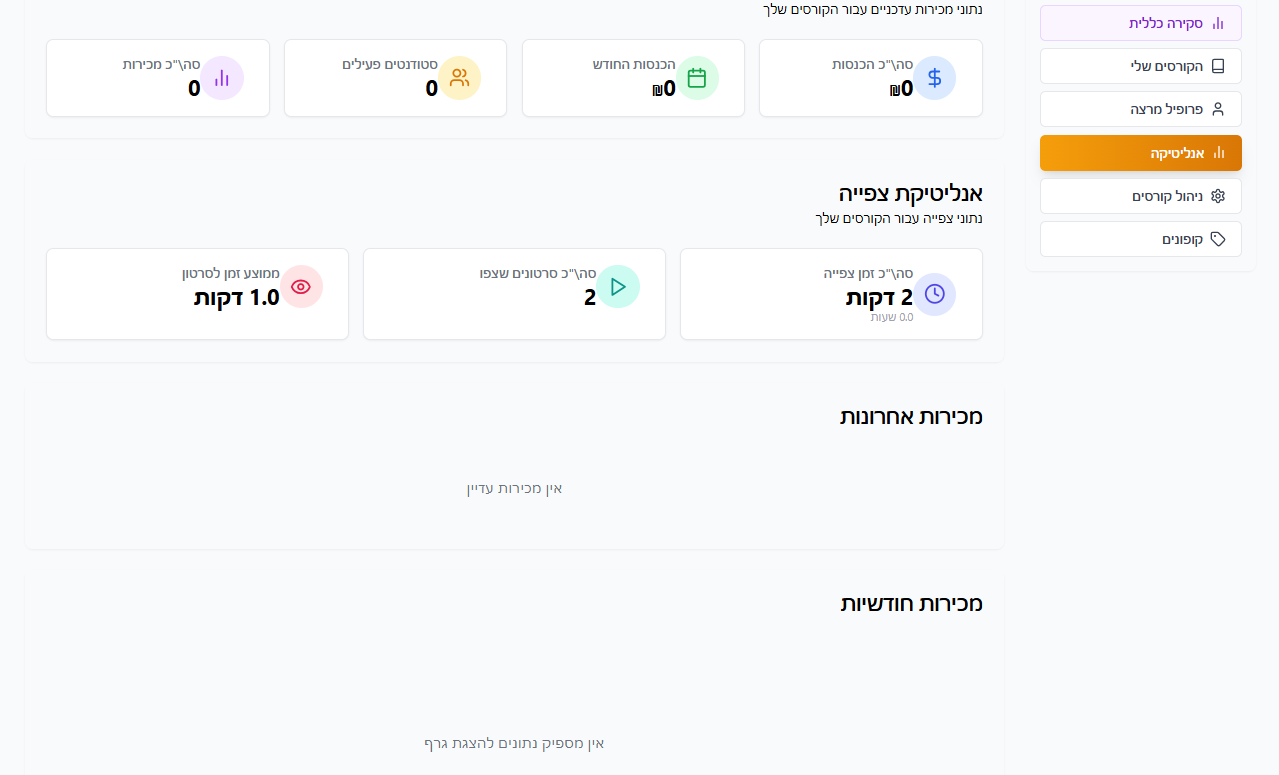 סקירה כללית
הקורסים שלי
פרופיל מרצה
אנליטיקה
ניהול קורסים
קופונים
נתוני מכירות עדכניים עבור הקורסים שלך
סה\"כ הכנסות
₪0
הכנסות החודש
₪0
סטודנטים פעילים
0
סה\"כ מכירות
0
אנליטיקת צפייה
נתוני צפייה עבור הקורסים שלך
סה\"כ זמן צפייה
2 דקות
0.0 שעות
סה\"כ סרטונים שצפו
2
ממוצע זמן לסרטון
1.0 דקות
מכירות אחרונות
אין מכירות עדיין
מכירות חודשיות
אין מספיק נתונים להצגת גרף